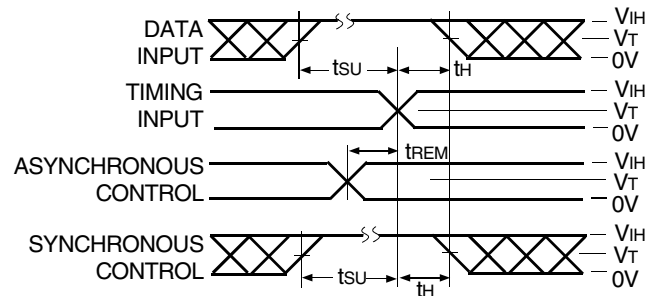 DATA INPUT
VIH
VT
0V
tSU
tH
TIMING INPUT
VIH
VT
0V
tREM
ASYNCHRONOUS CONTROL
VIH
VT
0V
SYNCHRONOUS CONTROL
VIH
VT
0V
tSU
tH